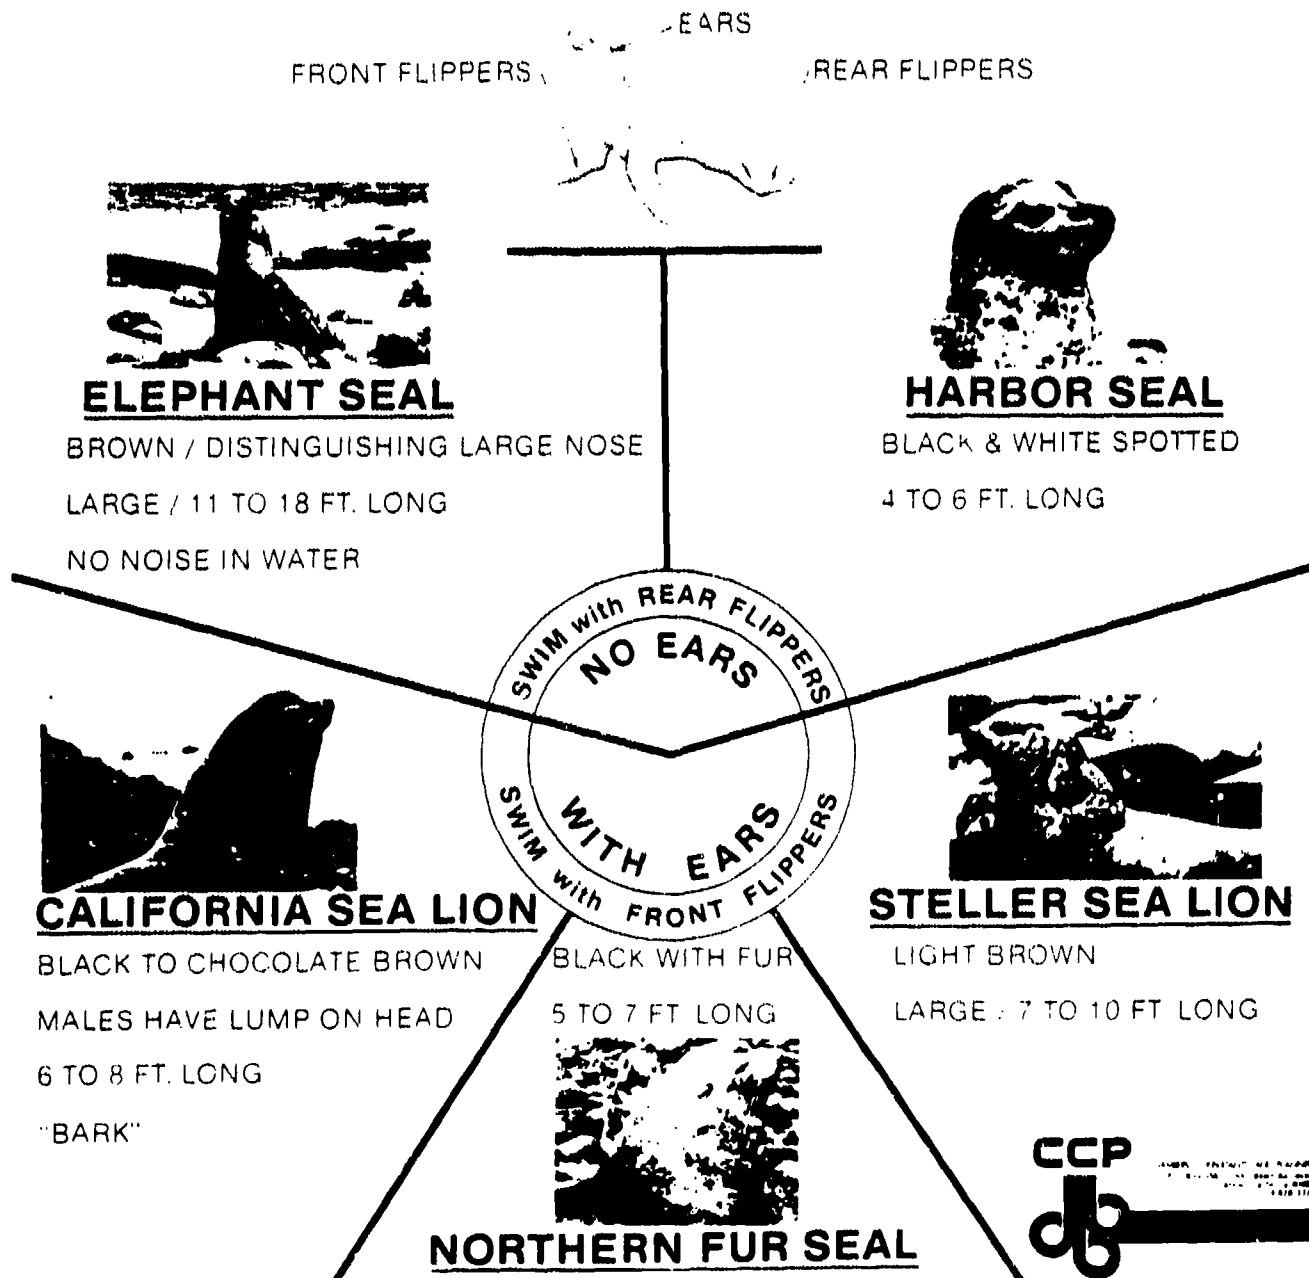 EARS
FRONT FLIPPERS
REAR FLIPPERS
ELEPHANT SEAL
BROWN / DISTINGUISHING LARGE NOSE
LARGE / 11 TO 18 FT. LONG
NO NOISE IN WATER
HARBOR SEAL
BLACK & WHITE SPOTTED
4 TO 6 FT. LONG
SWIM with REAR FLIPPERS
NO EARS
WITH EARS
SWIM with FRONT FLIPPERS
CALIFORNIA SEA LION
BLACK TO CHOCOLATE BROWN
MALES HAVE LUMP ON HEAD
6 TO 8 FT. LONG
"BARK"
BLACK WITH FUR
5 TO 7 FT LONG
NORTHERN FUR SEAL
STELLER SEA LION
LIGHT BROWN
LARGE / 7 TO 10 FT LONG
CCP